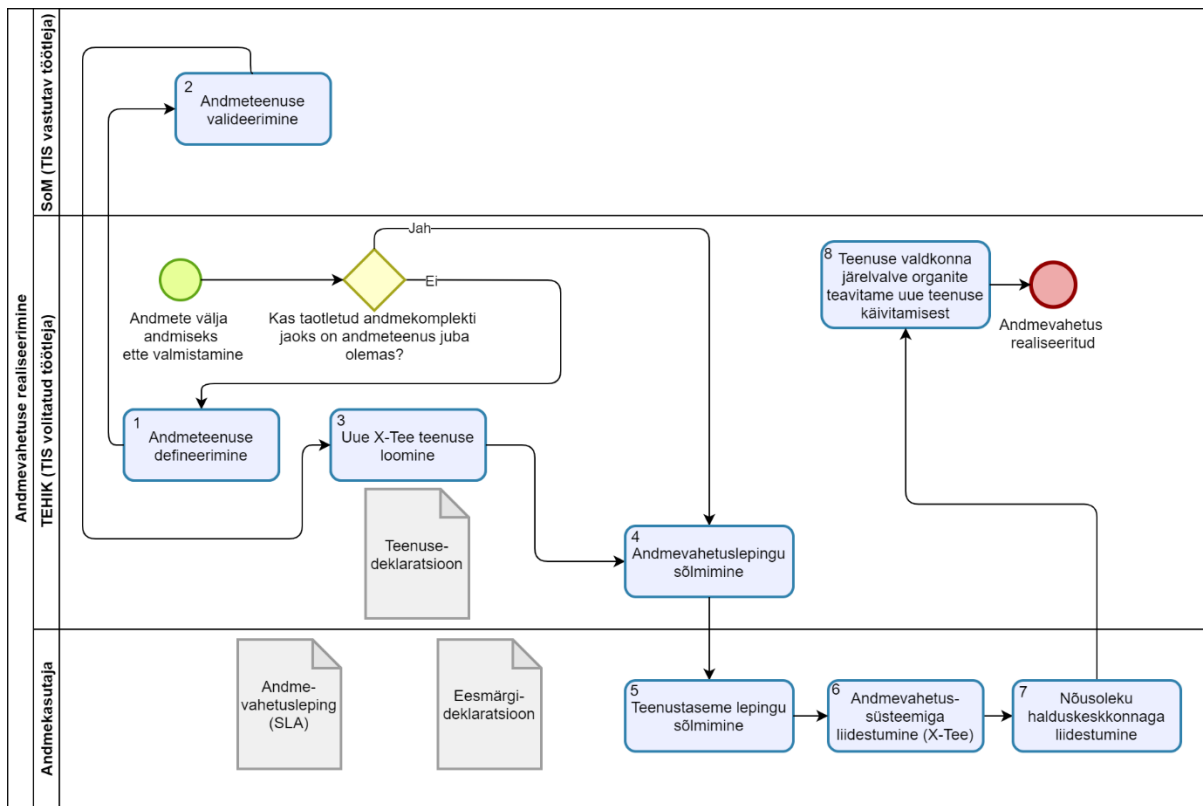 Andmevahetuse realiseerimine
SoM (TIS vastutav töötleja)
2
Andmeteenuse
valideerimine
TEHIK (TIS volitatud töötleja)
Andmete välja
andmiseks
ette valmistamine
Kas taotletud andmekomplekti
jaoks on andmeteenus juba
olemas?
Jah
Ei
1
Andmeteenuse
defineerimine
3
Uue X-Tee teenuse
loomine
Teenuse-
deklaratsioon
4
Andmevahetuslepingu
sõlmimine
8
Teenuse valdkonna
järelvalve organite
teavitame uue teenuse
käivitamisest
Andmevahetus
realiseeritud
Andmekasutaja
Andme-
vahetusleping
(SLA)
Eesmärgi-
deklaratsioon
5
Teenustaseme lepingu
sõlmimine
6
Andmevahetus-
süsteemiga
liidestumine (X-Tee)
7
Nõusoleku
halduskeskkonnaga
liidestumine